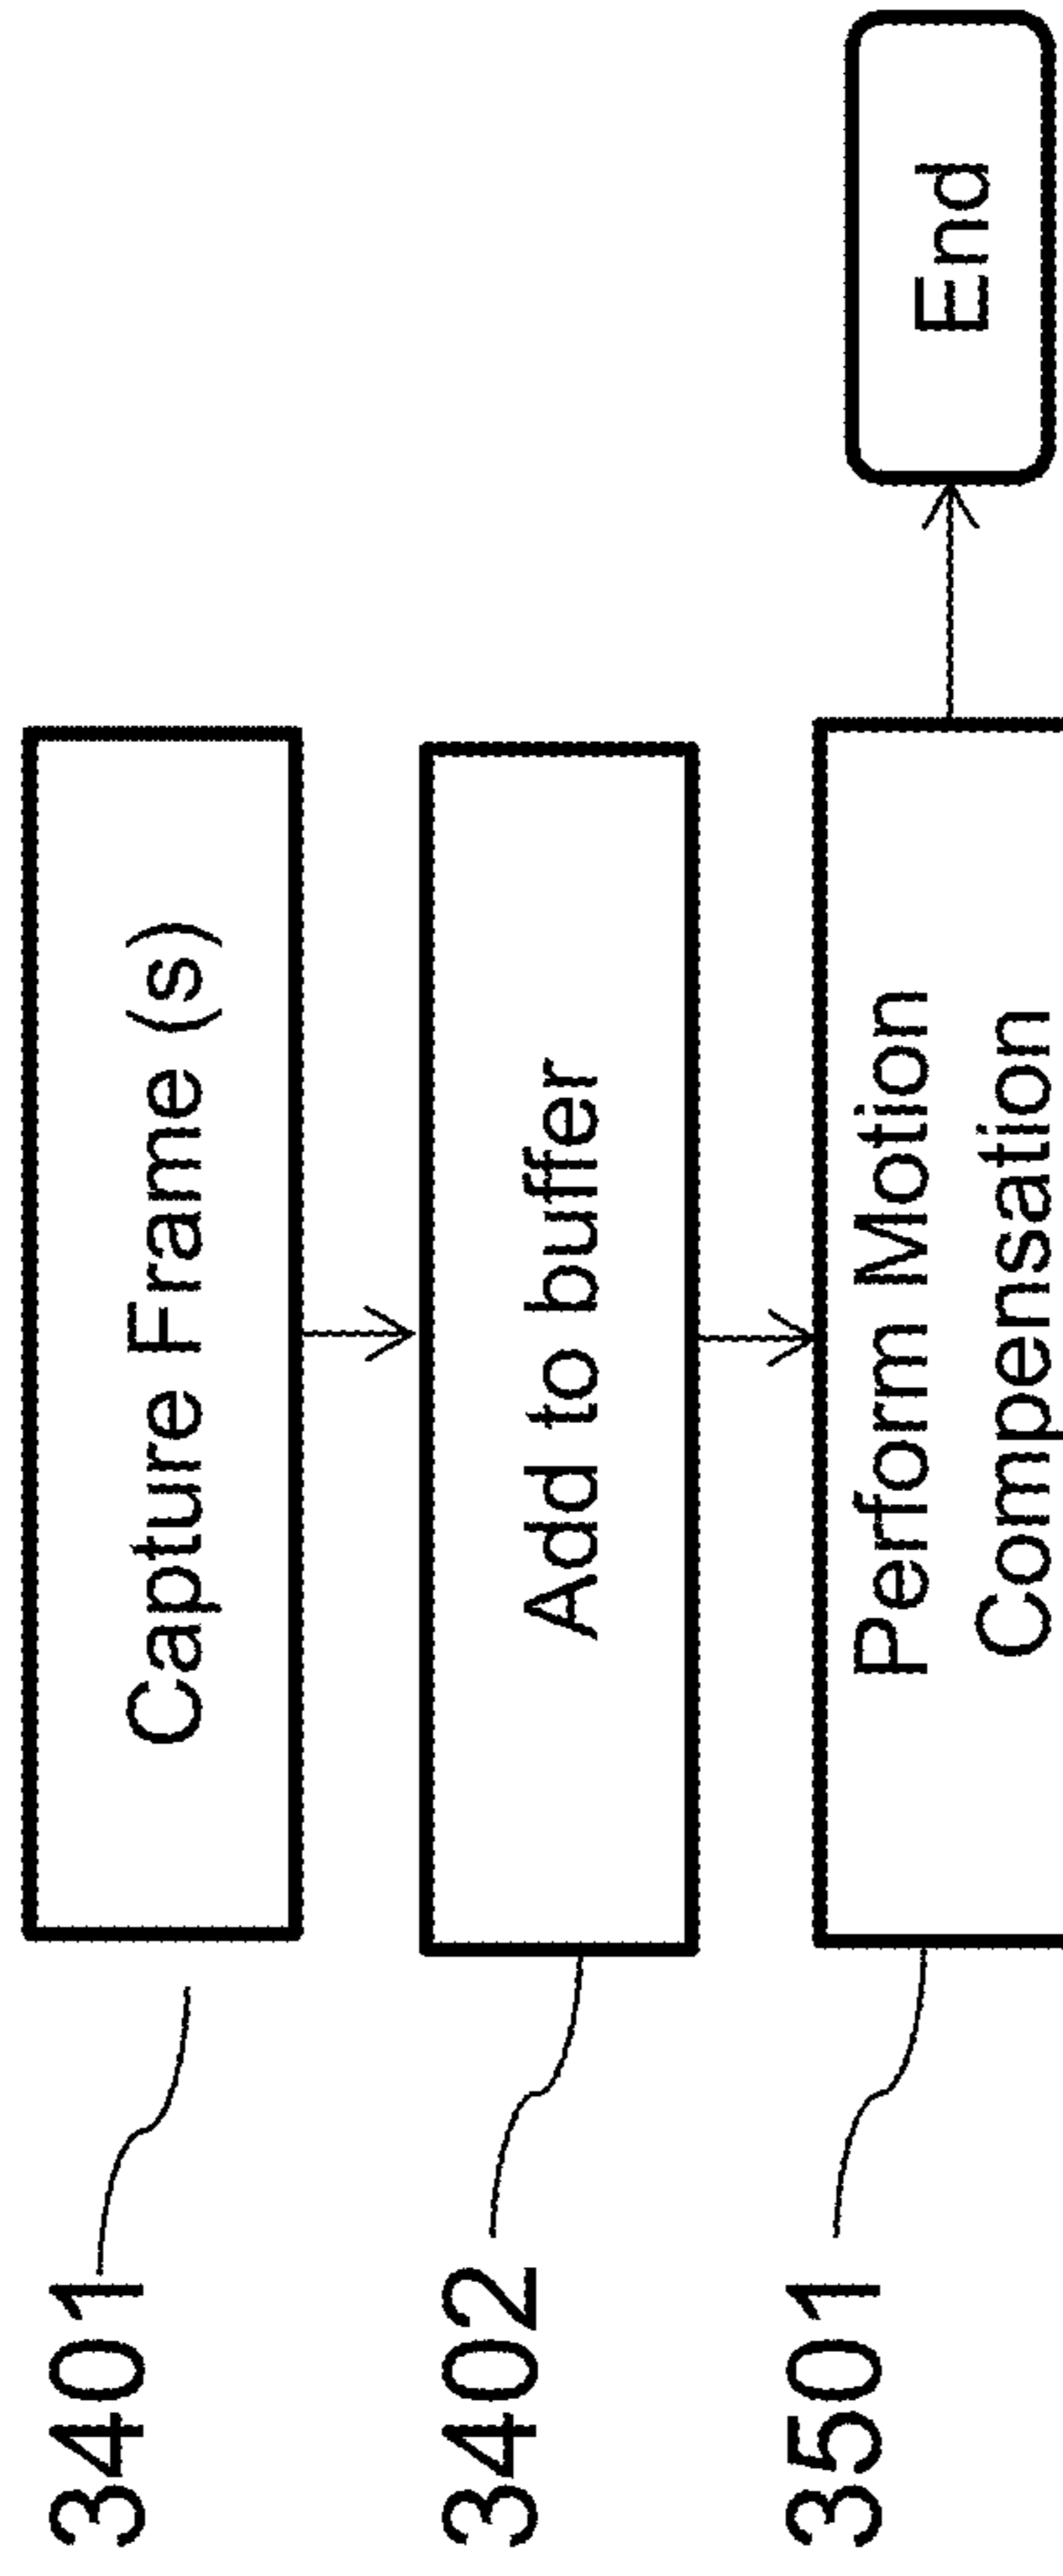 3401
Capture Frame (s)
3402
Add to buffer
3501
Perform Motion
Compensation
End